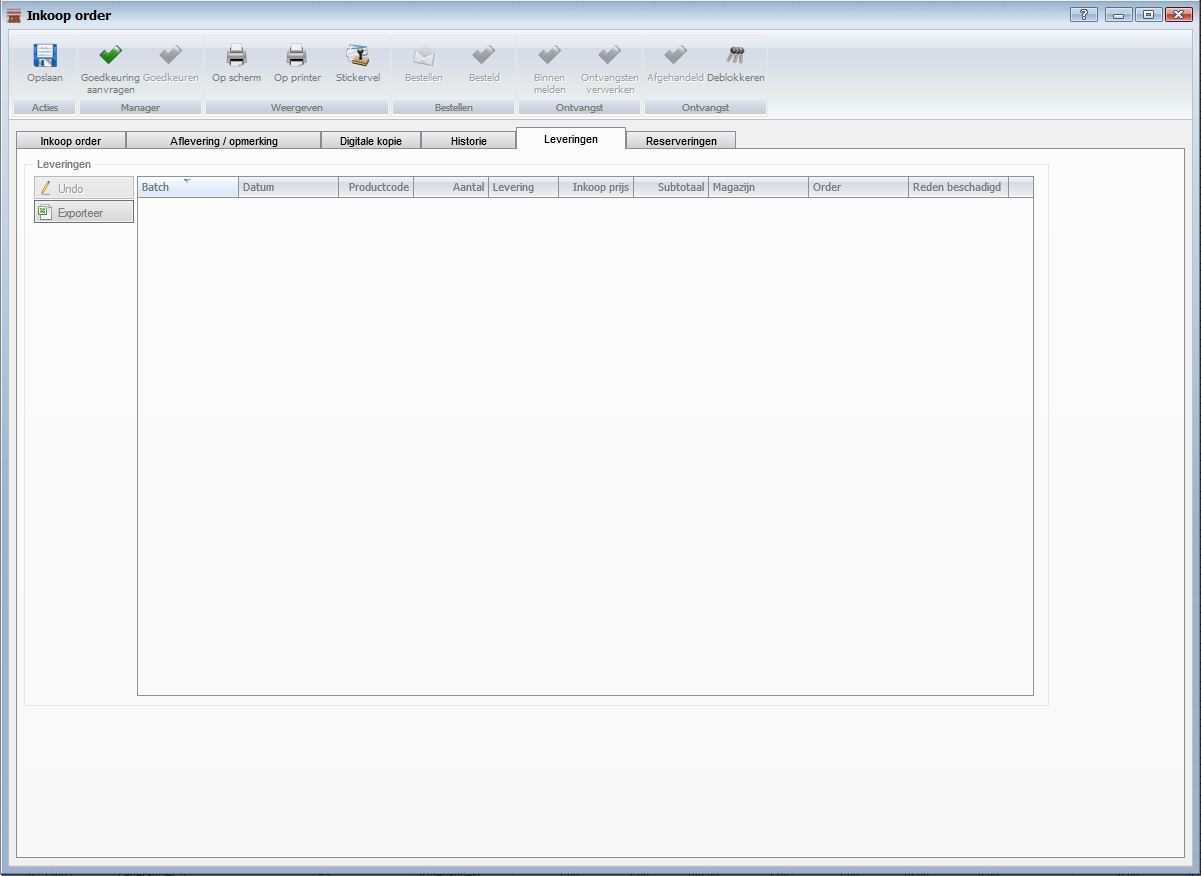 Inkoop order
?
Opslaan
Goedkeuring aanvragen
Goedkeuren
Op scherm
Op printer
Stickervel
Bestellen
Besteld
Binnen melden
Ontvangsten verwerken
Afgehandeld
Deblokkeren
Acties
Manager
Weergeven
Bestellen
Ontvangst
Ontvangst
Inkoop order
Aflevering / opmerking
Digitale kopie
Historie
Leveringen
Reserveringen
Leveringen
Undo
Exporteer
Batch
Datum
Productcode
Aantal
Levering
Inkoop prijs
Subtotaal
Magazijn
Order
Reden beschadigd